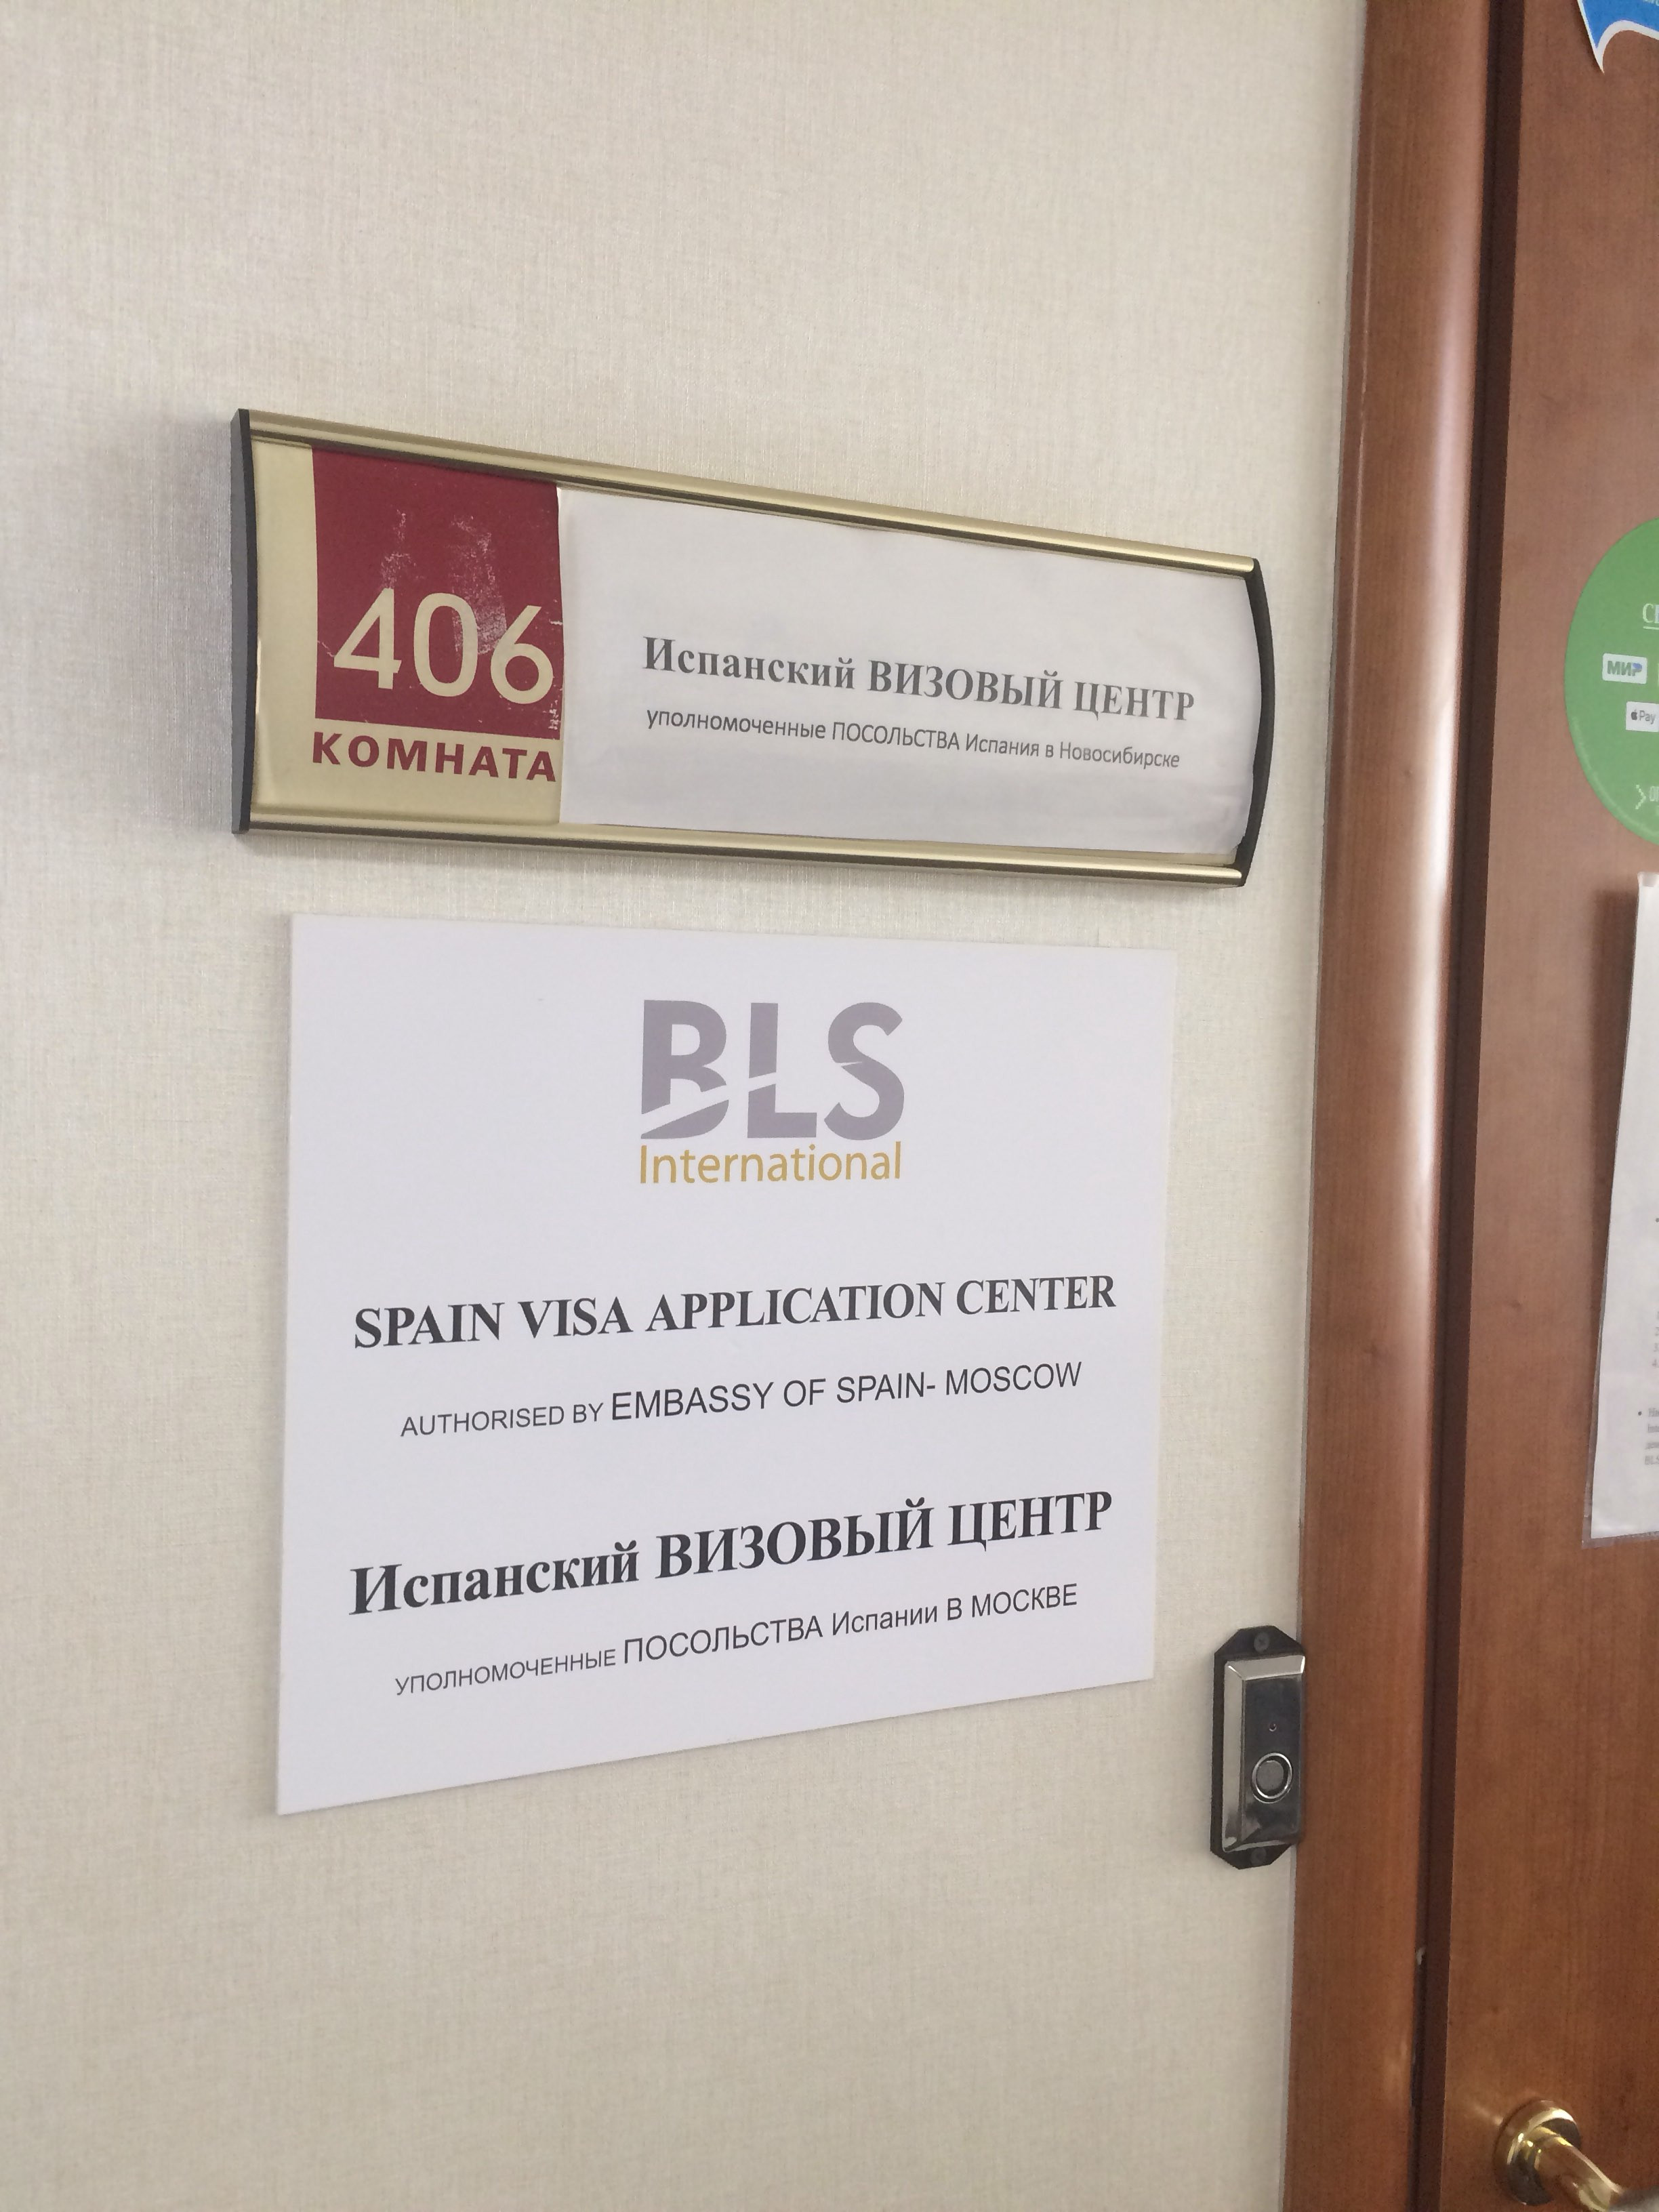 406
КОМНАТА
Испанский ВИЗОВЫЙ ЦЕНТР
уполномоченные ПОСОЛЬСТВА Испания в Новосибирске
BLS
International
SPAIN VISA APPLICATION CENTER
AUTHORISED BY EMBASSY OF SPAIN- MOSCOW
Испанский ВИЗОВЫЙ ЦЕНТР
УПОЛНОМОЧЕННЫЕ ПОСОЛЬСТВА Испании В МОСКВЕ
МИР
Pay